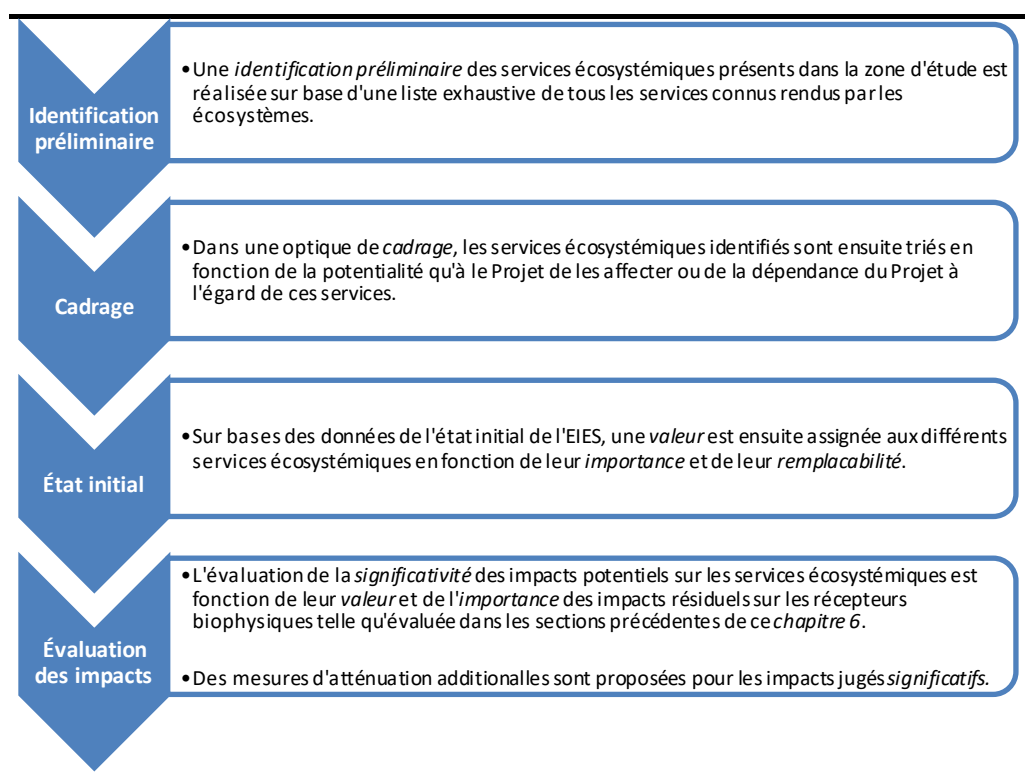 Identification
préliminaire
•Une identification préliminaire des services écosystémiques présents dans la zone d'étude est
réalisée sur base d'une liste exhaustive de tous les services connus rendus par les
écosystèmes.
Cadrage
•Dans une optique de cadrage, les services écosystémiques identifiés sont ensuite triés en
fonction de la potentialité qu'à le Projet de les affecter ou de la dépendance du Projet à
l'égard de ces services.
État initial
•Sur bases des données de l'état initial de l'EIES, une valeur est ensuite assignée aux différents
services écosystémiques en fonction de leur importance et de leur remplacabilité.
Évaluation
des impacts
•L'évaluation de la significativité des impacts potentiels sur les services écosystémiques est
fonction de leur valeur et de l'importance des impacts résiduels sur les récepteurs
biophysiques telle qu'évaluée dans les sections précédentes de ce chapitre 6.
•Des mesures d'atténuation additionalles sont proposées pour les impacts jugés significatifs.